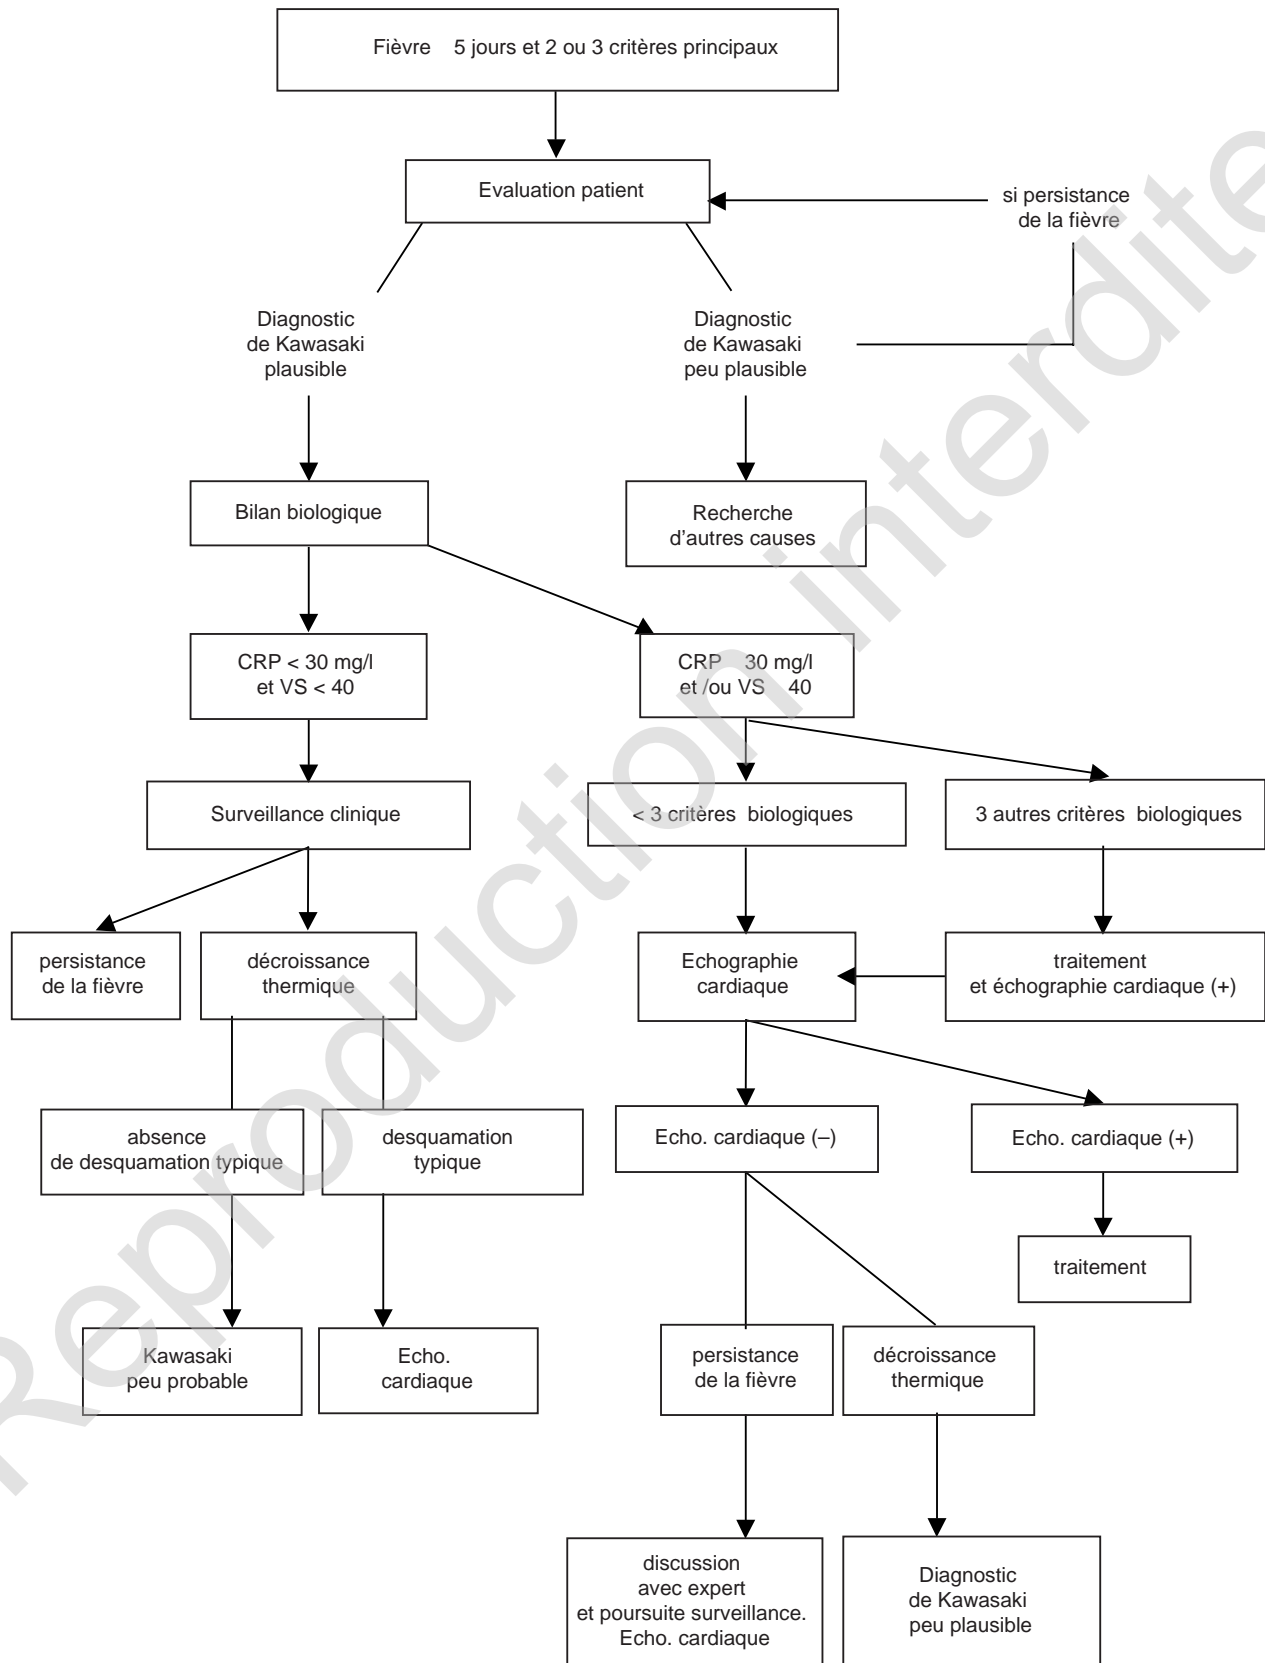 Fièvre 5 jours et 2 ou 3 critères principaux
Evaluation patient
si persistance
de la fièvre
Diagnostic
de Kawasaki
plausible
Diagnostic
de Kawasaki
peu plausible
Bilan biologique
Recherche
d'autres causes
CRP < 30 mg/l
et VS < 40
CRP 30 mg/l
et /ou VS 40
Surveillance clinique
< 3 critères biologiques
3 autres critères biologiques
persistance
de la fièvre
décroissance
thermique
Echographie
cardiaque
traitement
et échographie cardiaque (+)
absence
de desquamation typique
desquamation
typique
Echo. cardiaque (–)
Echo. cardiaque (+)
traitement
Kawasaki
peu probable
Echo.
cardiaque
persistance
de la fièvre
décroissance
thermique
discussion
avec expert
et poursuite surveillance.
Echo. cardiaque
Diagnostic
de Kawasaki
peu plausible
Reproduction interdite